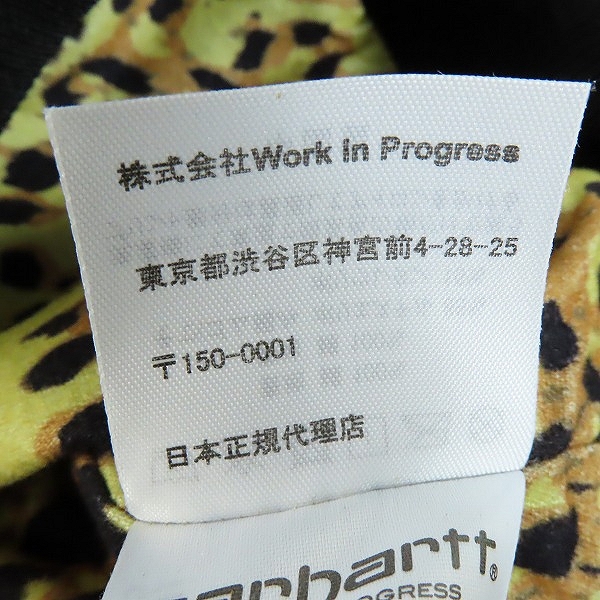 株式会社Work in Progress
東京都渋谷区神宮前4-28-25
〒150-0001
日本正規代理店
carhartt®
PROGRESS